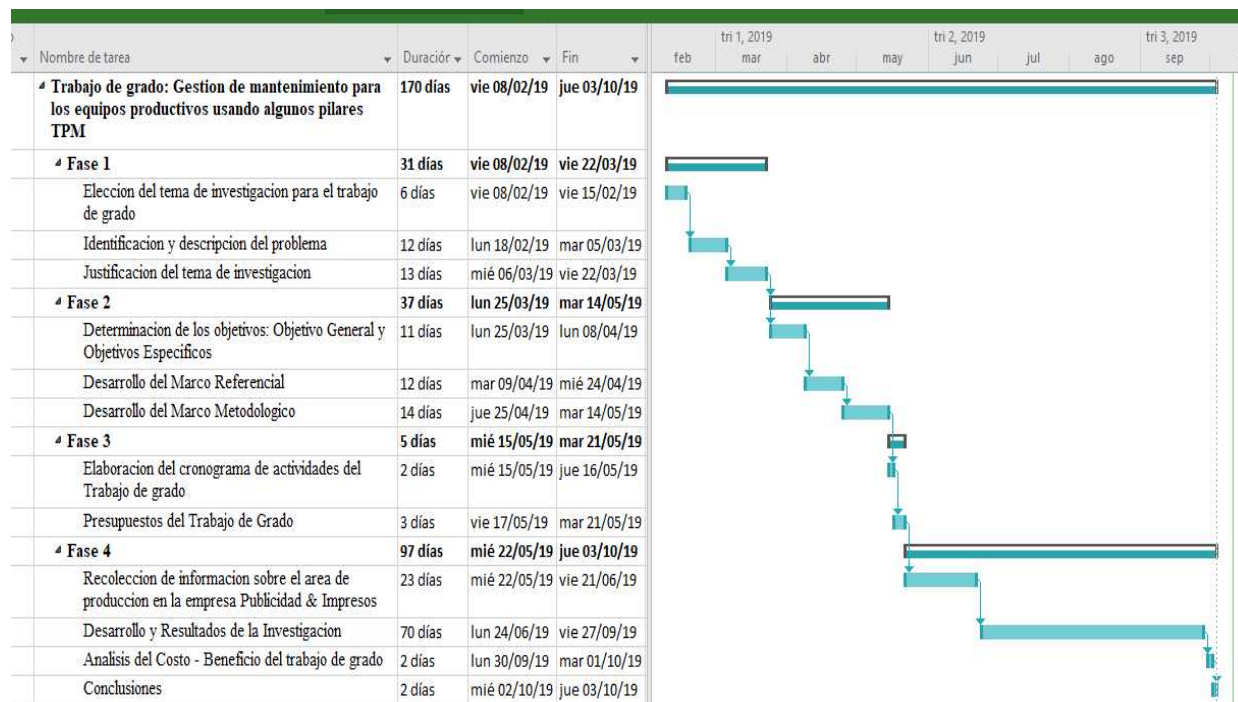 tri 1, 2019 tri 2, 2019 tri 3, 2019
Nombre de tarea Duración Comienzo Fin feb mar abr may jun jul ago sep
Trabajo de grado: Gestion de mantenimiento para 170 días vie 08/02/19 jue 03/10/19
los equipos productivos usando algunos pilares
TPM
Fase 1 31 días vie 08/02/19 vie 22/03/19
Eleccion del tema de investigacion para el trabajo 6 días vie 08/02/19 vie 15/02/19
de grado
Identificacion y descripcion del problema 12 días lun 18/02/19 mar 05/03/19
Justificacion del tema de investigacion 13 días mié 06/03/19 vie 22/03/19
Fase 2 37 días lun 25/03/19 mar 14/05/19
Determinacion de los objetivos: Objetivo General y 11 días lun 25/03/19 lun 08/04/19
Objetivos Especificos
Desarrollo del Marco Referencial 12 días mar 09/04/19 mié 24/04/19
Desarrollo del Marco Metodologico 14 días jue 25/04/19 mar 14/05/19
Fase 3 5 días mié 15/05/19 mar 21/05/19
Elaboracion del cronograma de actividades del 2 días mié 15/05/19 jue 16/05/19
Trabajo de grado
Presupuestos del Trabajo de Grado 3 días vie 17/05/19 mar 21/05/19
Fase 4 97 días mié 22/05/19 jue 03/10/19
Recoleccion de informacion sobre el area de 23 días mié 22/05/19 vie 21/06/19
produccion en la empresa Publicidad & Impresos
Desarrollo y Resultados de la Investigacion 70 días lun 24/06/19 vie 27/09/19
Analisis del Costo - Beneficio del trabajo de grado 2 días lun 30/09/19 mar 01/10/19
Conclusiones 2 días mié 02/10/19 jue 03/10/19